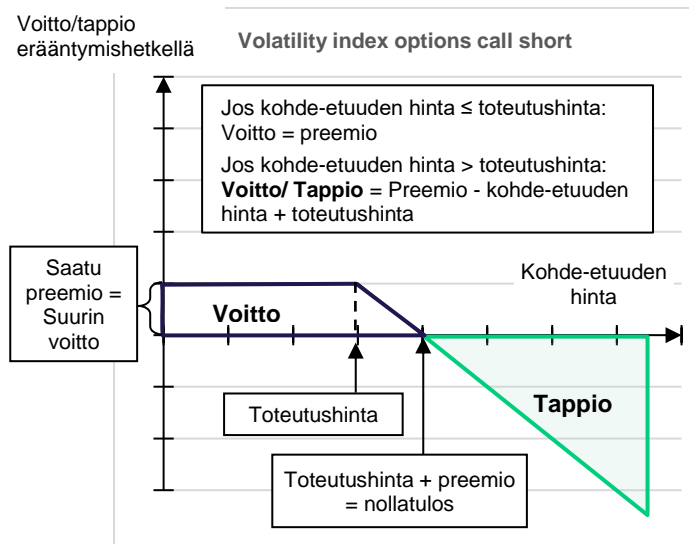 Voitto/tappio
erääntymishetkellä
Volatility index options call short
Jos kohde-etuuden hinta ≤ toteutushinta:
Voitto = preemio
Jos kohde-etuuden hinta > toteutushinta:
Voitto/ Tappio = Preemio - kohde-etuuden
hinta + toteutushinta
Saatu
preemio =
Suurin
voitto
Voitto
Kohde-etuuden
hinta
Toteutushinta
Tappio
Toteutushinta + preemio
= nollatulos